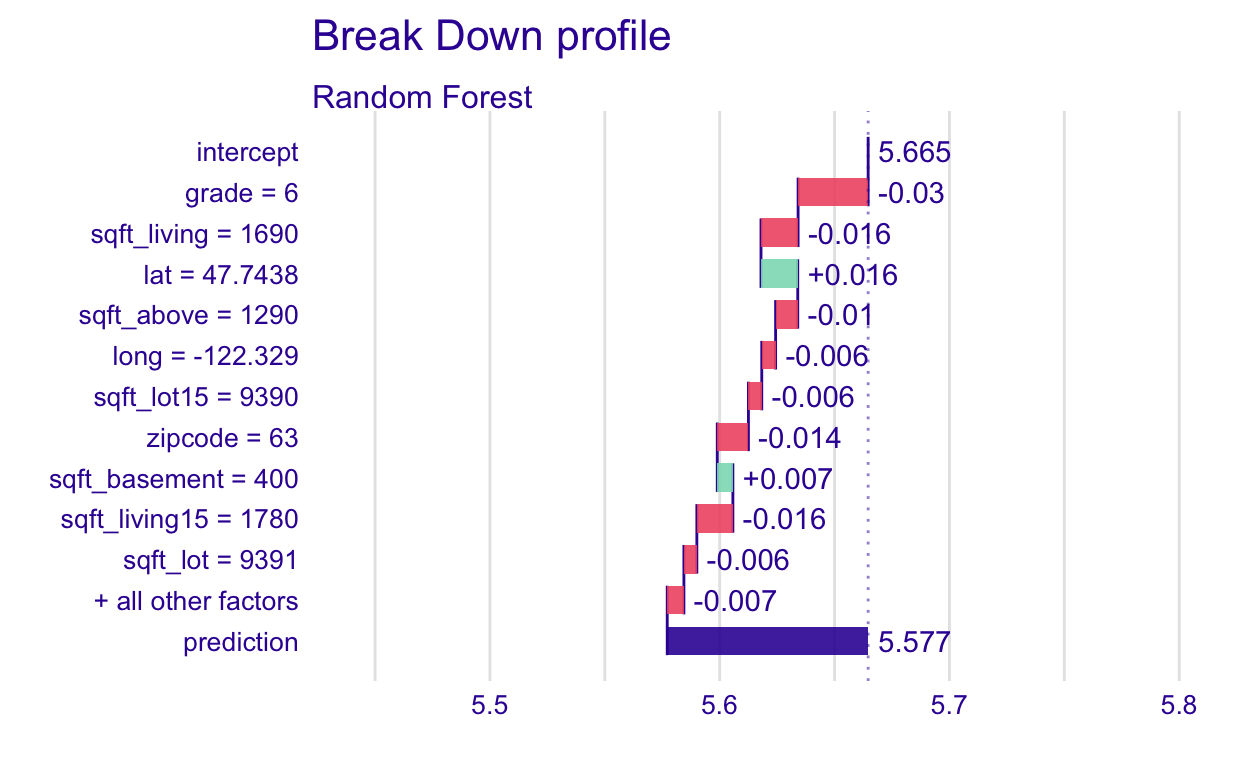 Break Down profile
Random Forest
intercept 5.665
grade = 6 -0.03
sqft_living = 1690 -0.016
lat = 47.7438 +0.016
sqft_above = 1290 -0.01
long = -122.329 -0.006
sqft_lot15 = 9390 -0.006
zipcode = 63 -0.014
sqft_basement = 400 +0.007
sqft_living15 = 1780 -0.016
sqft_lot = 9391 -0.006
+ all other factors -0.007
prediction 5.577
5.5 5.6 5.7 5.8